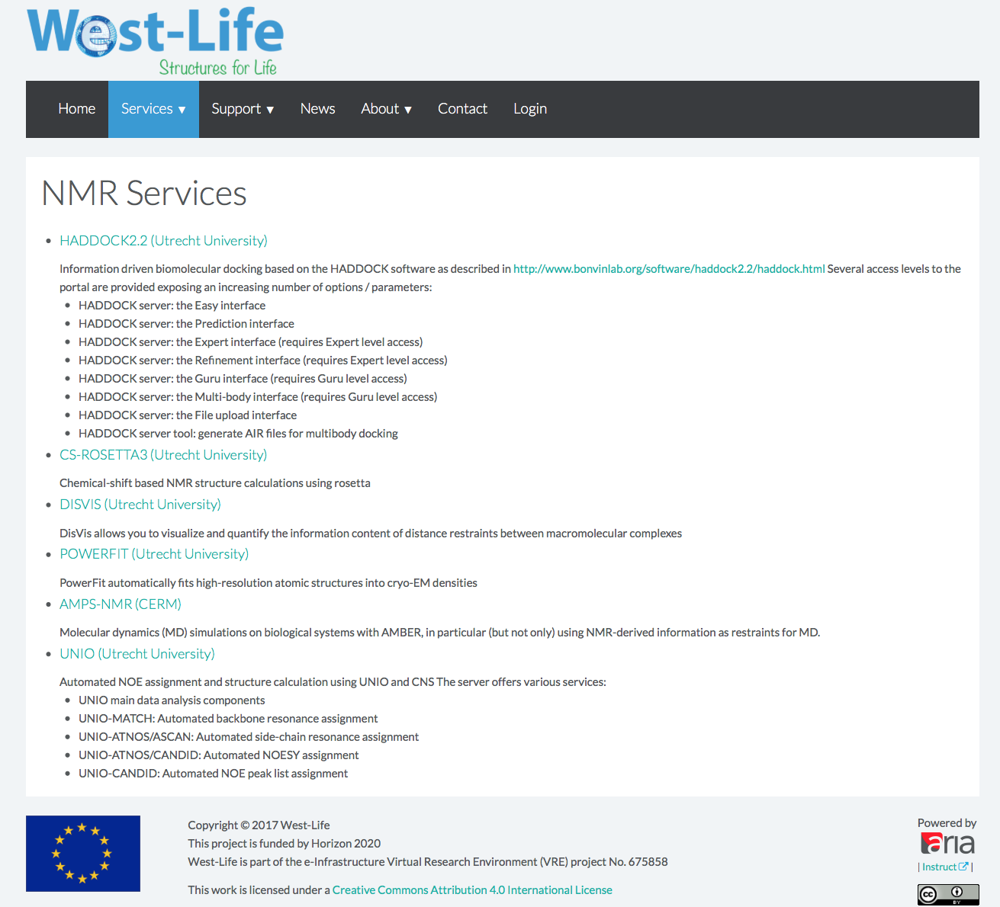 West-Life
Structures for Life
Home Services ▼ Support ▼ News About ▼ Contact Login
NMR Services
• HADDOCK2.2 (Utrecht University)
Information driven biomolecular docking based on the HADDOCK software as described in http://www.bonvinlab.org/software/haddock2.2/haddock.html Several access levels to the
portal are provided exposing an increasing number of options / parameters:
• HADDOCK server: the Easy interface
• HADDOCK server: the Prediction interface
• HADDOCK server: the Expert interface (requires Expert level access)
• HADDOCK server: the Refinement interface (requires Expert level access)
• HADDOCK server: the Guru interface (requires Guru level access)
• HADDOCK server: the Multi-body interface (requires Guru level access)
• HADDOCK server: the File upload interface
• HADDOCK server tool: generate AIR files for multibody docking
• CS-ROSETTA3 (Utrecht University)
Chemical-shift based NMR structure calculations using rosetta
• DISVIS (Utrecht University)
DisVis allows you to visualize and quantify the information content of distance restraints between macromolecular complexes
• POWERFIT (Utrecht University)
PowerFit automatically fits high-resolution atomic structures into cryo-EM densities
• AMPS-NMR (CERM)
Molecular dynamics (MD) simulations on biological systems with AMBER, in particular (but not only) using NMR-derived information as restraints for MD.
• UNIO (Utrecht University)
Automated NOE assignment and structure calculation using UNIO and CNS The server offers various services:
• UNIO main data analysis components
• UNIO-MATCH: Automated backbone resonance assignment
• UNIO-ATNOS/ASCAN: Automated side-chain resonance assignment
• UNIO-ATNOS/CANDID: Automated NOESY assignment
• UNIO-CANDID: Automated NOE peak list assignment
Copyright © 2017 West-Life
This project is funded by Horizon 2020
West-Life is part of the e-Infrastructure Virtual Research Environment (VRE) project No. 675858
This work is licensed under a Creative Commons Attribution 4.0 International License
Powered by
aria
| Instruct |
cc BY